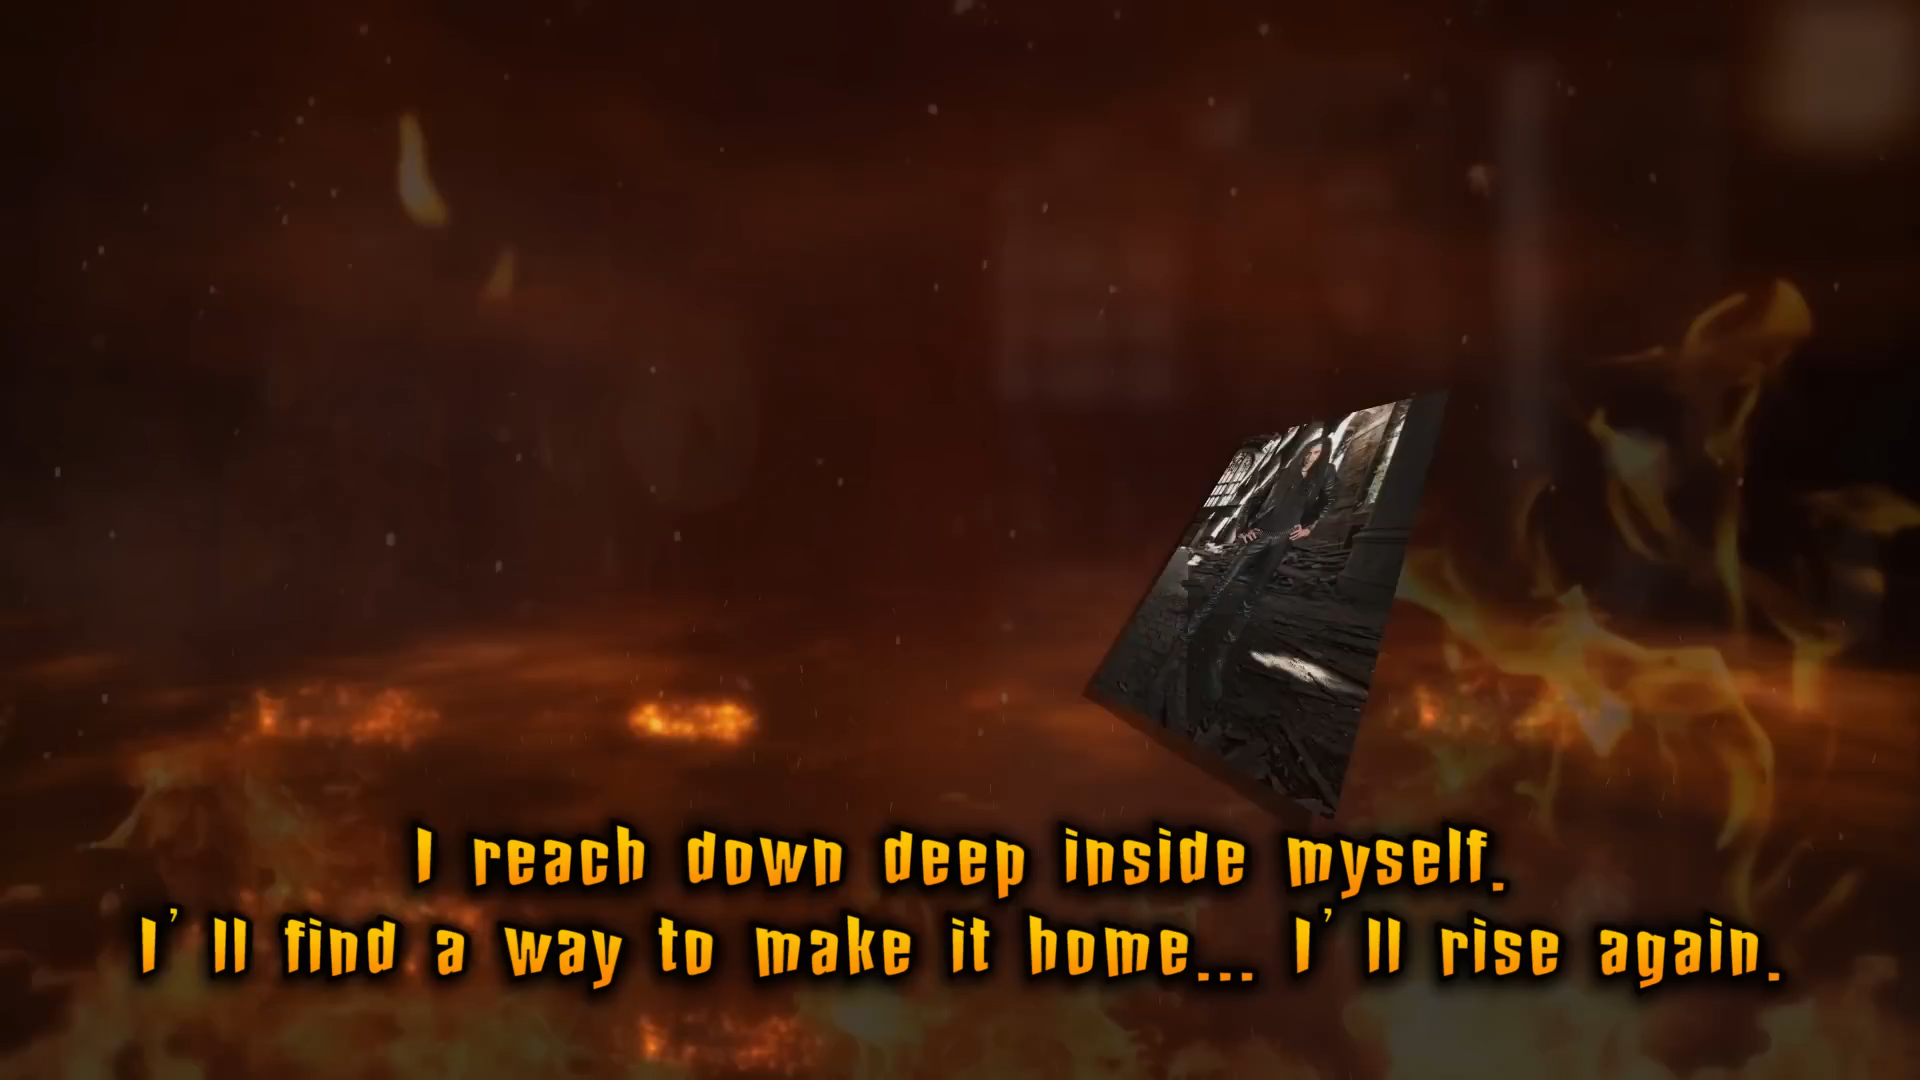 I reach down deep inside myself.
I'll find a way to make it home... I'll rise again.